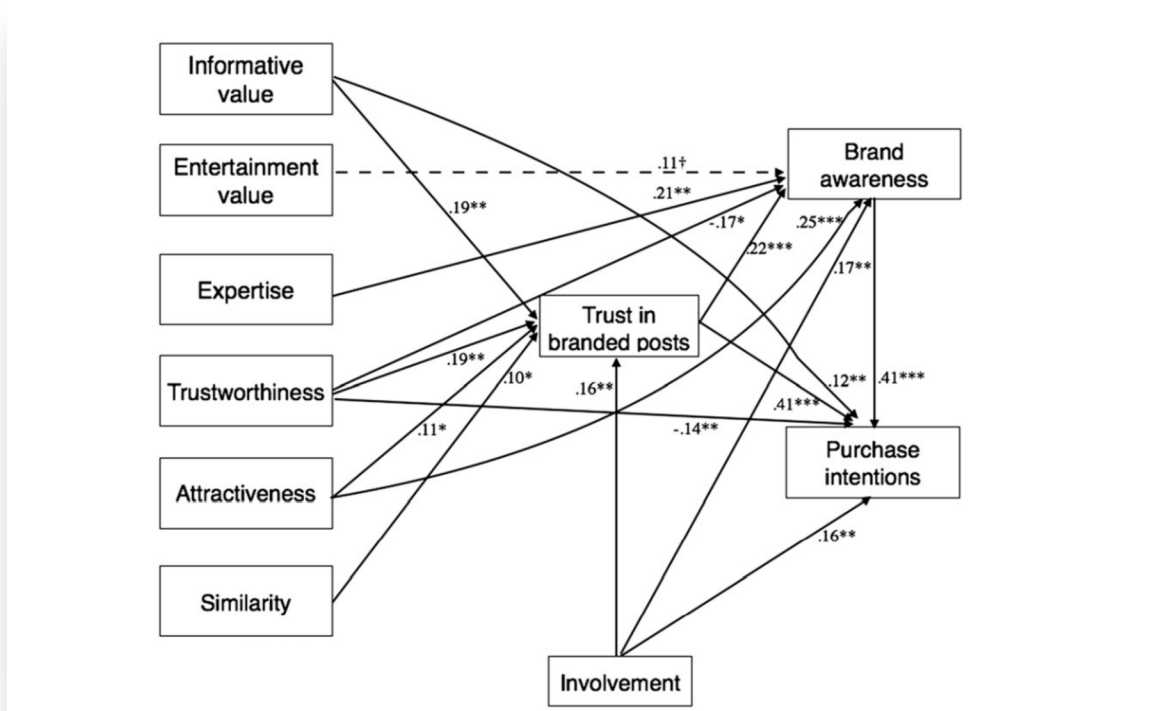 Informative
value
Entertainment
value
Expertise
Trustworthiness
Attractiveness
Similarity
Trust in
branded posts
Involvement
Brand
awareness
Purchase
intentions
.11†
.21**
.19**
-.17*
.25***
.22***
.17**
.19**
.10*
.16**
.12**
.41***
.41***
.11*
-.14**
.16**